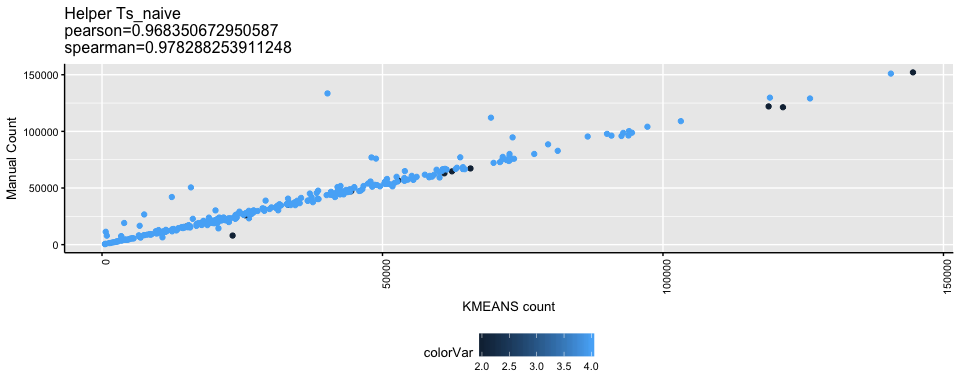 Helper Ts_naive
pearson=0.968350672950587
spearman=0.978288253911248
150000
100000
50000
0
Manual Count
0
50000
100000
150000
KMEANS count
colorVar
2.0 2.5 3.0 3.5 4.0